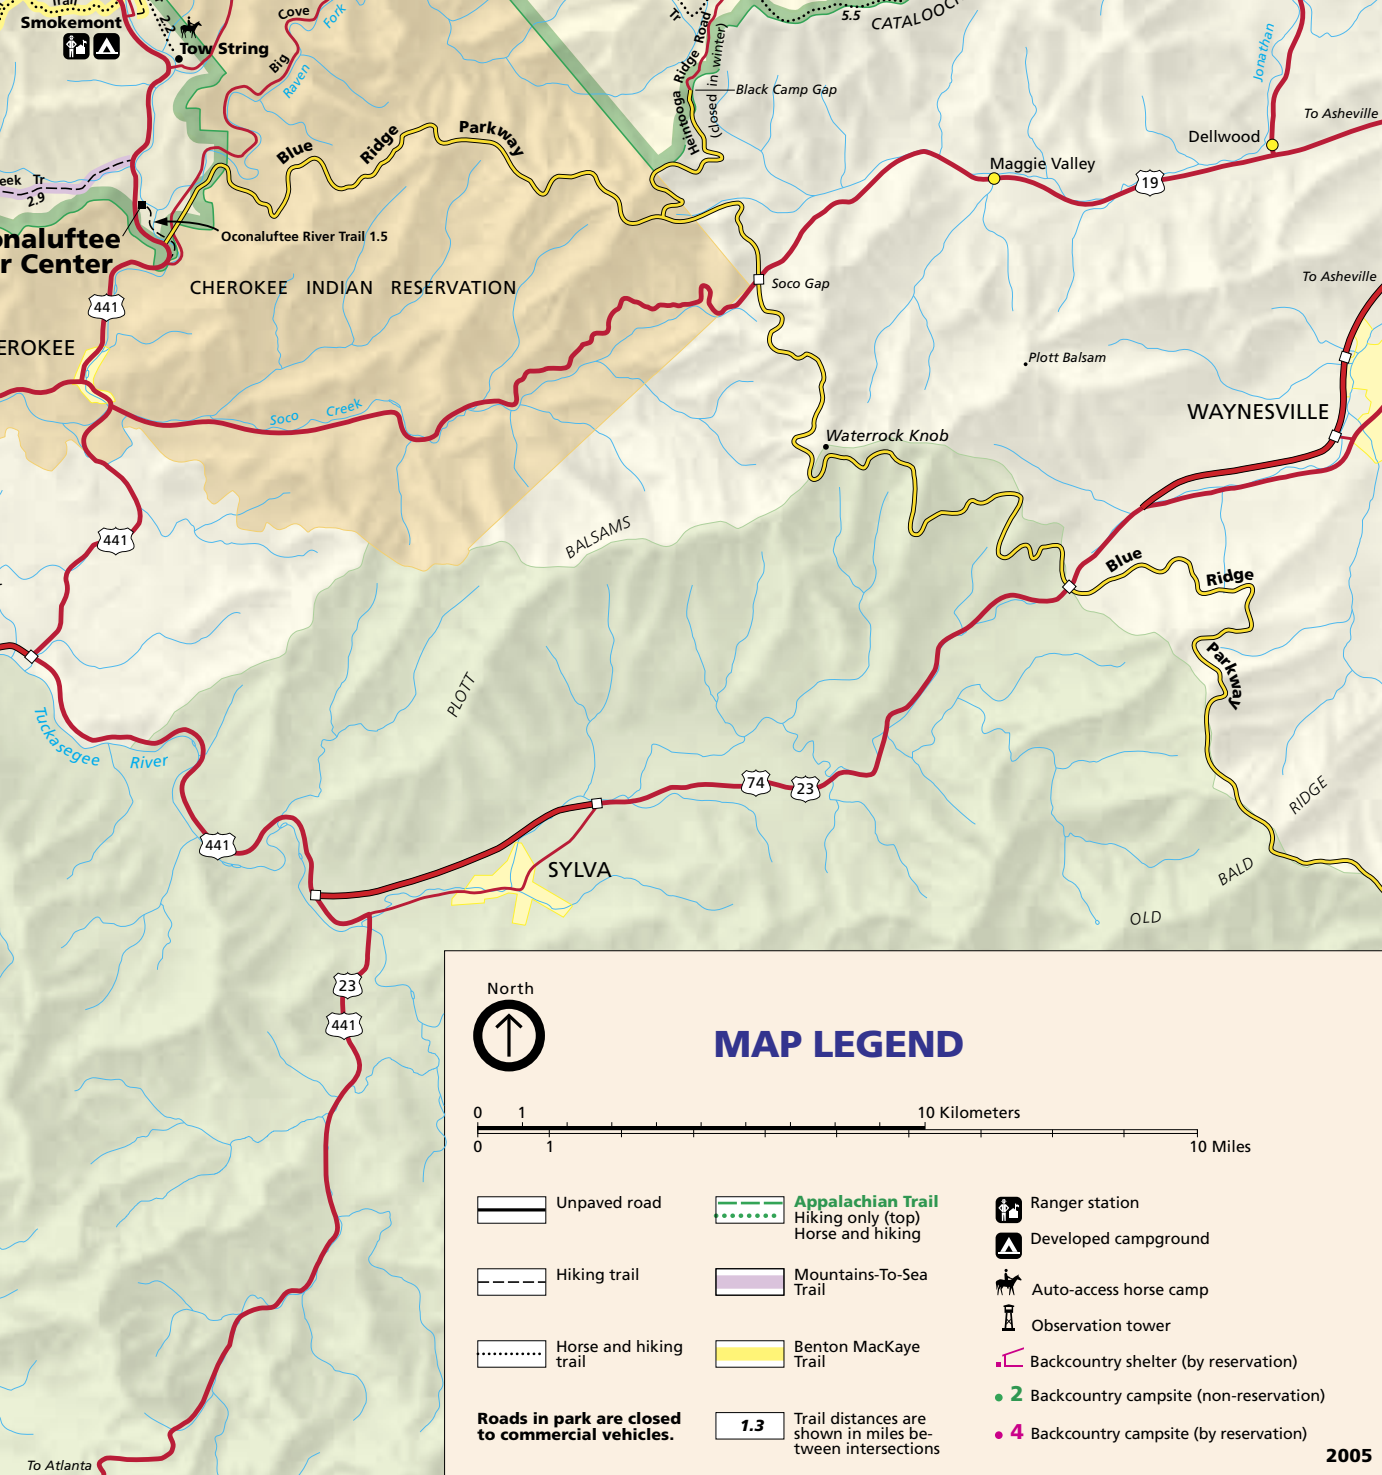 Trail
Smokemont
2.2
Tow String
Cove
Big
Fork
Raven
Tr
Heintooga Ridge Road
(closed in winter)
5.5
Black Camp Gap
Jonathan
To Asheville
Dellwood
Maggie Valley
19
Blue Ridge Parkway
eek Tr
2.9
onaluftee
r Center
Oconaluftee River Trail 1.5
CHEROKEE INDIAN RESERVATION
441
Soco Gap
To Asheville
EROKEE
Plott Balsam
Soco Creek
WAYNESVILLE
Waterrock Knob
441
BALSAMS
Blue Ridge Parkway
PLOTT
Tuckasegee River
74
23
RIDGE
441
SYLVA
BALD
OLD
23
441
To Atlanta
North
MAP LEGEND
0 1 10 Kilometers
0 1 10 Miles
Unpaved road
Hiking trail
Horse and hiking
trail
Roads in park are closed
to commercial vehicles.
Appalachian Trail
Hiking only (top)
Horse and hiking
Mountains-To-Sea
Trail
Benton MacKaye
Trail
1.3
Trail distances are
shown in miles be-
tween intersections
Ranger station
Developed campground
Auto-access horse camp
Observation tower
Backcountry shelter (by reservation)
2 Backcountry campsite (non-reservation)
4 Backcountry campsite (by reservation)
2005